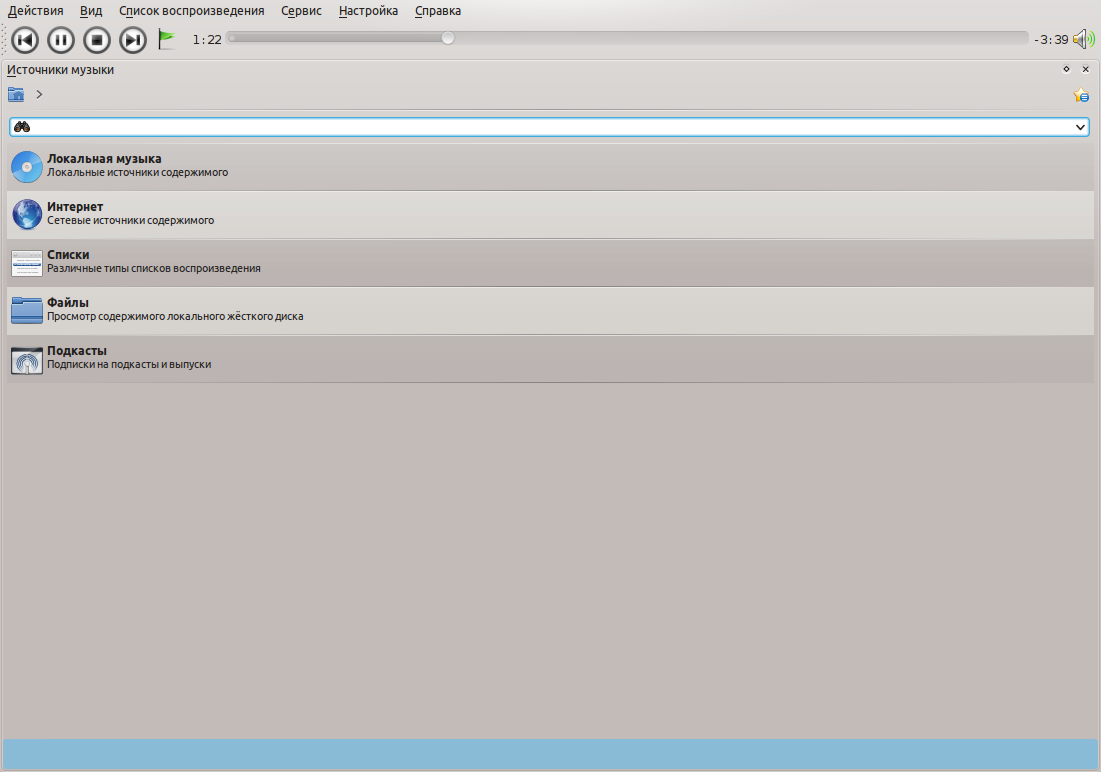 Действия Вид Список воспроизведения Сервис Настройка Справка
1:22 -3:39
Источники музыки
Локальная музыка
Локальные источники содержимого
Интернет
Сетевые источники содержимого
Списки
Различные типы списков воспроизведения
Файлы
Просмотр содержимого локального жёсткого диска
Подкасты
Подписки на подкасты и выпуски